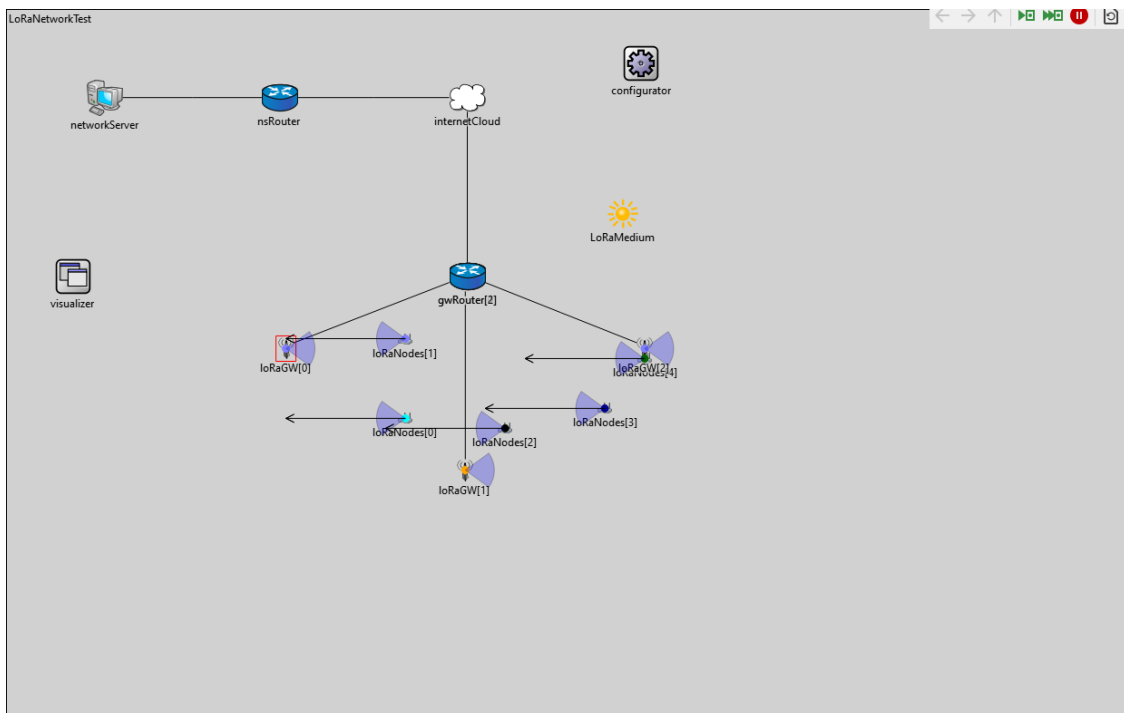 LoRaNetworkTest
configurator
networkServer
nsRouter
internetCloud
LoRaMedium
visualizer
gwRouter[2]
loRaGW[0]
loRaNodes[1]
loRaGW[2]
loRaNodes[4]
loRaNodes[0]
loRaNodes[2]
loRaNodes[3]
loRaGW[1]